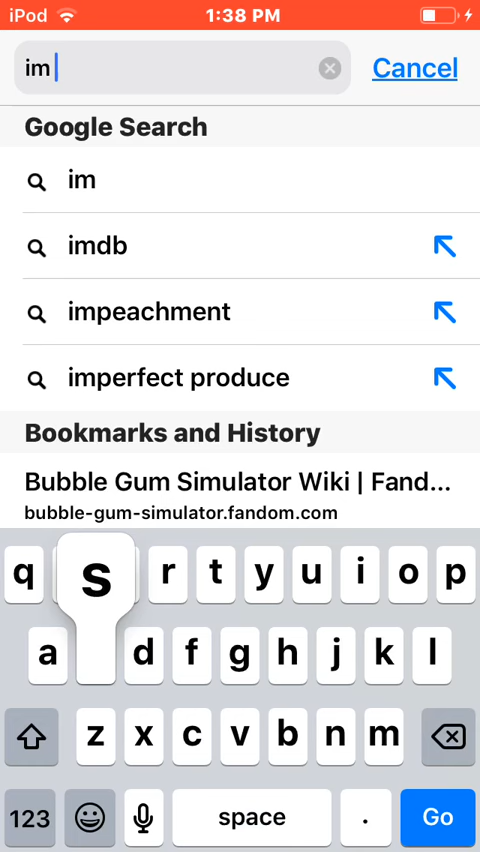 iPod 1:38 PM
im Cancel
Google Search
im
imdb
impeachment
imperfect produce
Bookmarks and History
Bubble Gum Simulator Wiki | Fand...
bubble-gum-simulator.fandom.com
q s r t y u i o p
a d f g h j k l
z x c v b n m
123 space . Go